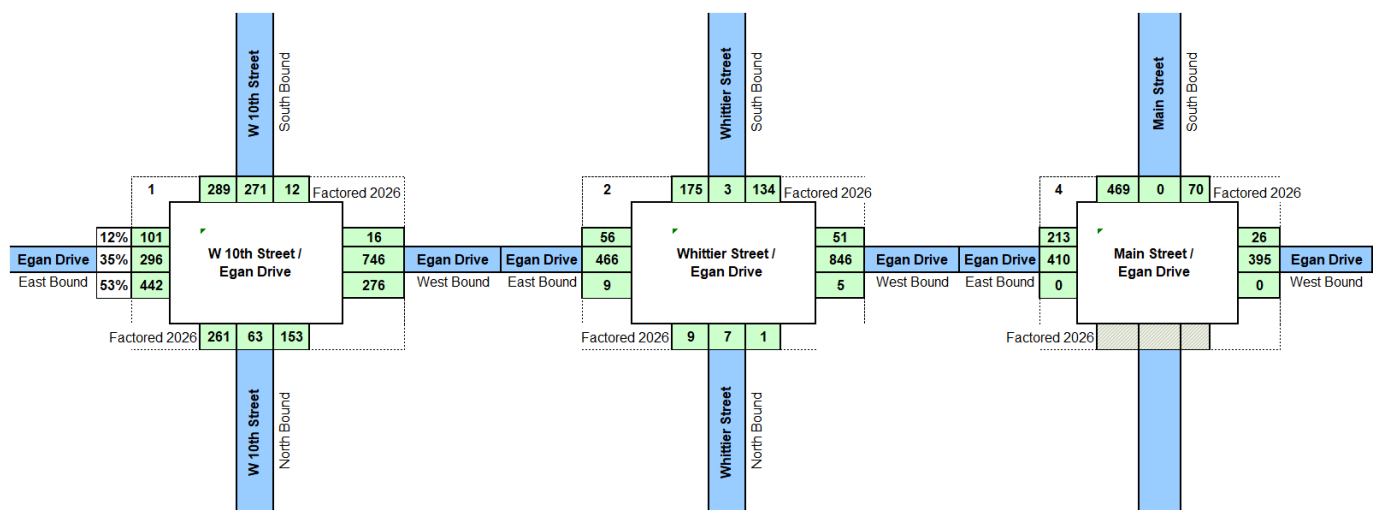 W 10th Street
South Bound
Whittier Street
South Bound
Main Street
South Bound
1
289 271 12
Factored 2026
2
175 3 134
Factored 2026
4
469 0 70
Factored 2026
12% 101
W 10th Street /
Egan Drive
16
56
Whittier Street /
Egan Drive
51
213
Main Street /
Egan Drive
26
Egan Drive 35% 296
746 Egan Drive
Egan Drive 466
846 Egan Drive
Egan Drive 410
395 Egan Drive
East Bound 53% 442
276 West Bound
East Bound 9
5 West Bound
East Bound 0
0 West Bound
Factored 2026 261 63 153
Factored 2026 9 7 1
Factored 2026
W 10th Street
North Bound
Whittier Street
North Bound